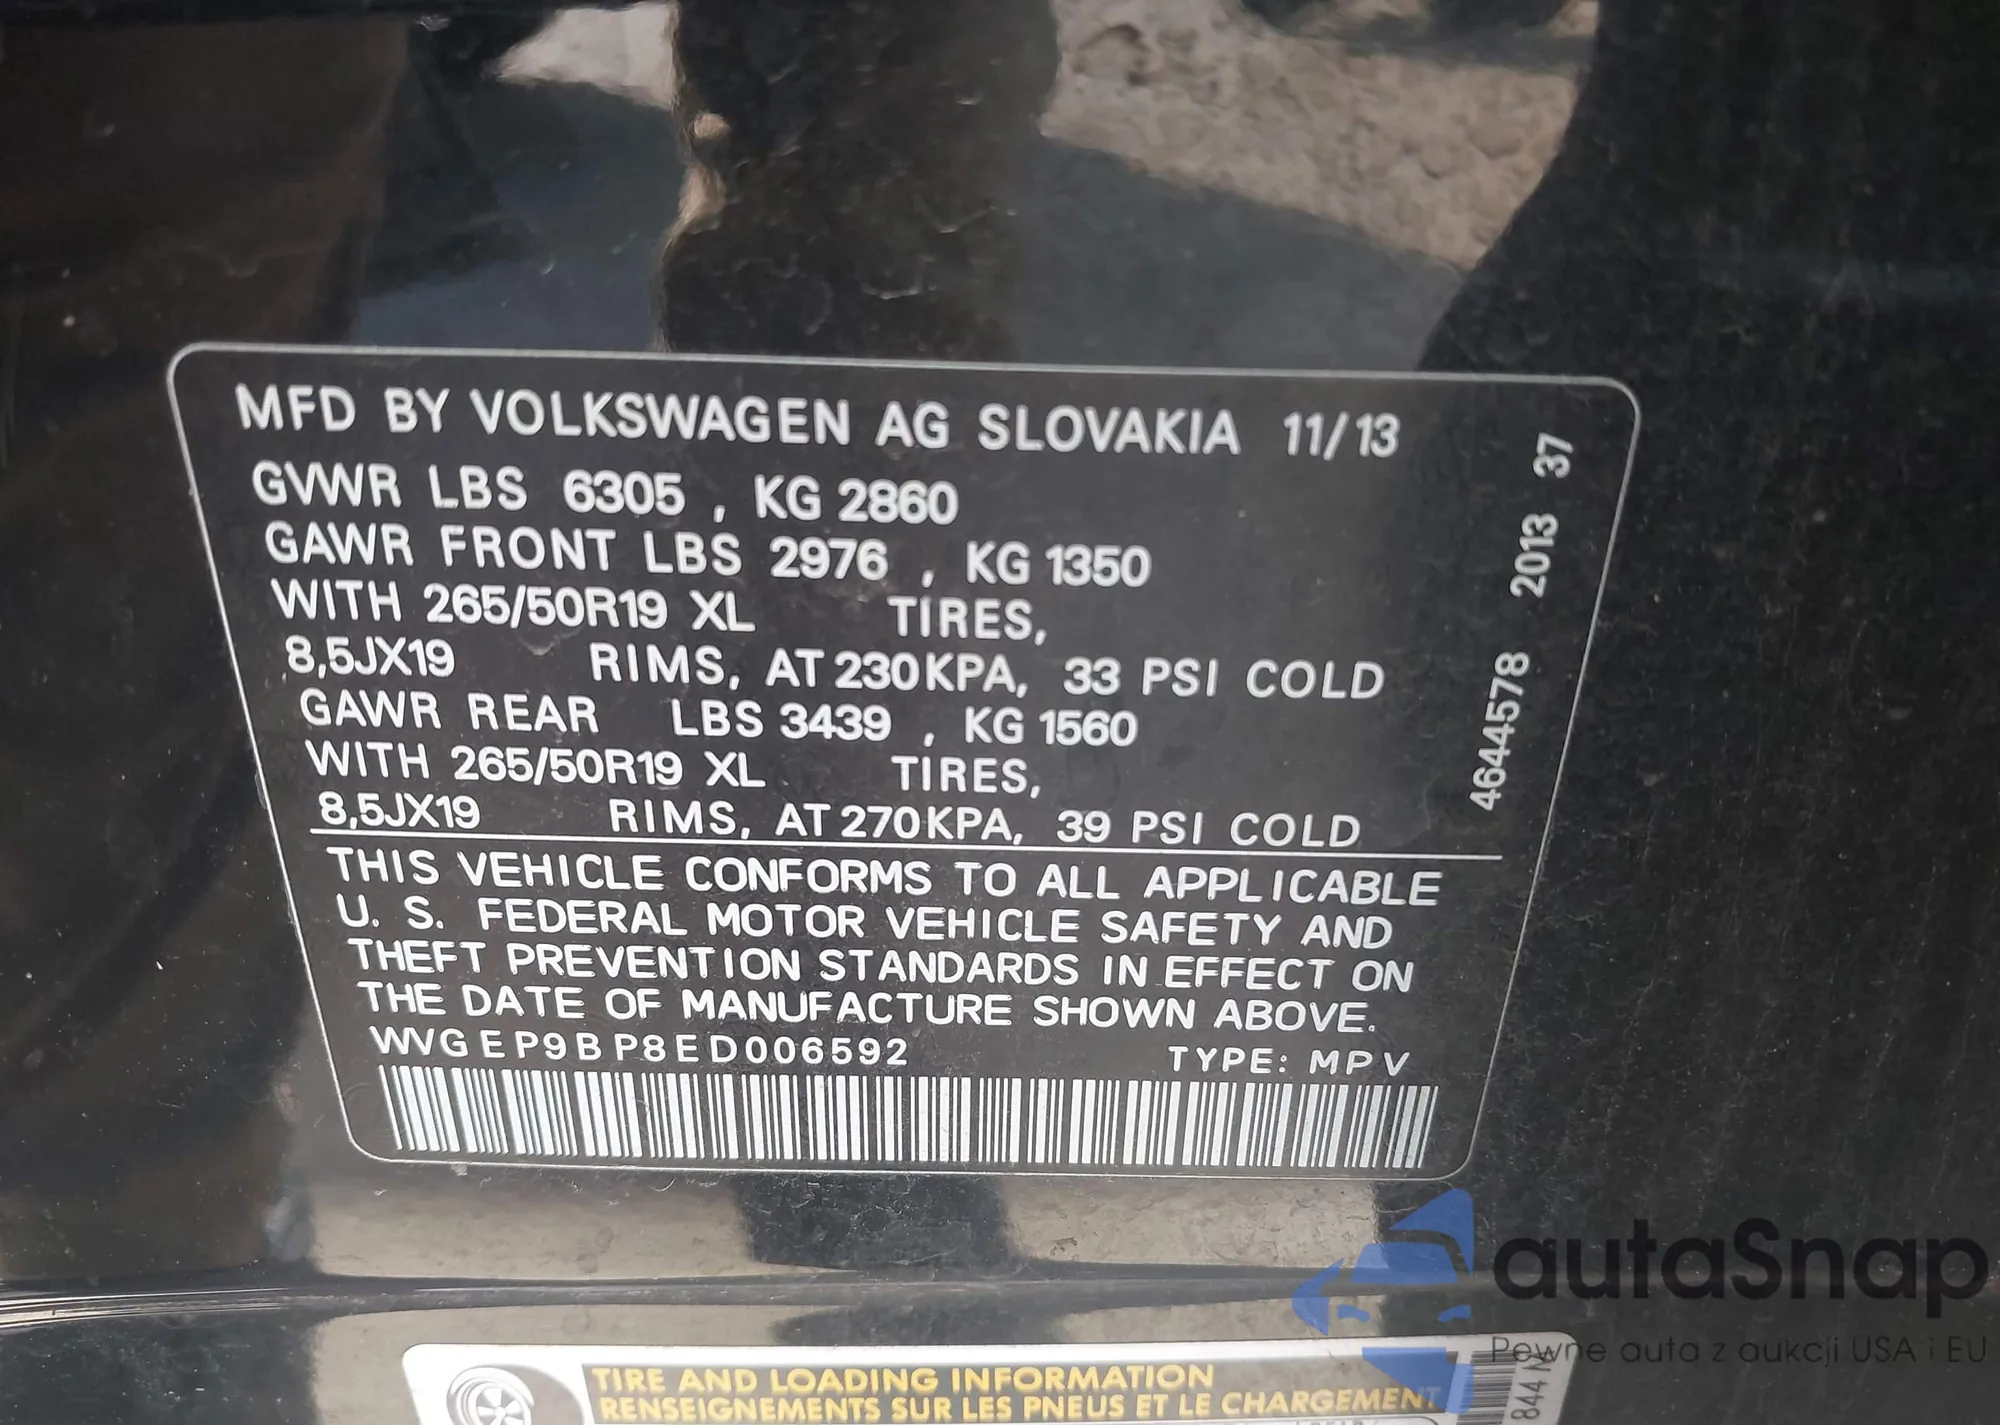 MFD BY VOLKSWAGEN AG SLOVAKIA 11/13
GVWR LBS 6305 , KG 2860
GAWR FRONT LBS 2976 , KG 1350
WITH 265/50R19 XL TIRES,
8,5JX19 RIMS, AT 230KPA, 33 PSI COLD
GAWR REAR LBS 3439 , KG 1560
WITH 265/50R19 XL TIRES,
8,5JX19 RIMS, AT 270KPA, 39 PSI COLD
THIS VEHICLE CONFORMS TO ALL APPLICABLE
U. S. FEDERAL MOTOR VEHICLE SAFETY AND
THEFT PREVENTION STANDARDS IN EFFECT ON
THE DATE OF MANUFACTURE SHOWN ABOVE.
WVGEP9BP8ED006592 TYPE: MPV
4644578 2013 37
autaSnap
Pewne auta z aukcji USA i EU
TIRE AND LOADING INFORMATION
RENSEIGNEMENTS SUR LES PNEUS ET LE CHARGEMENT